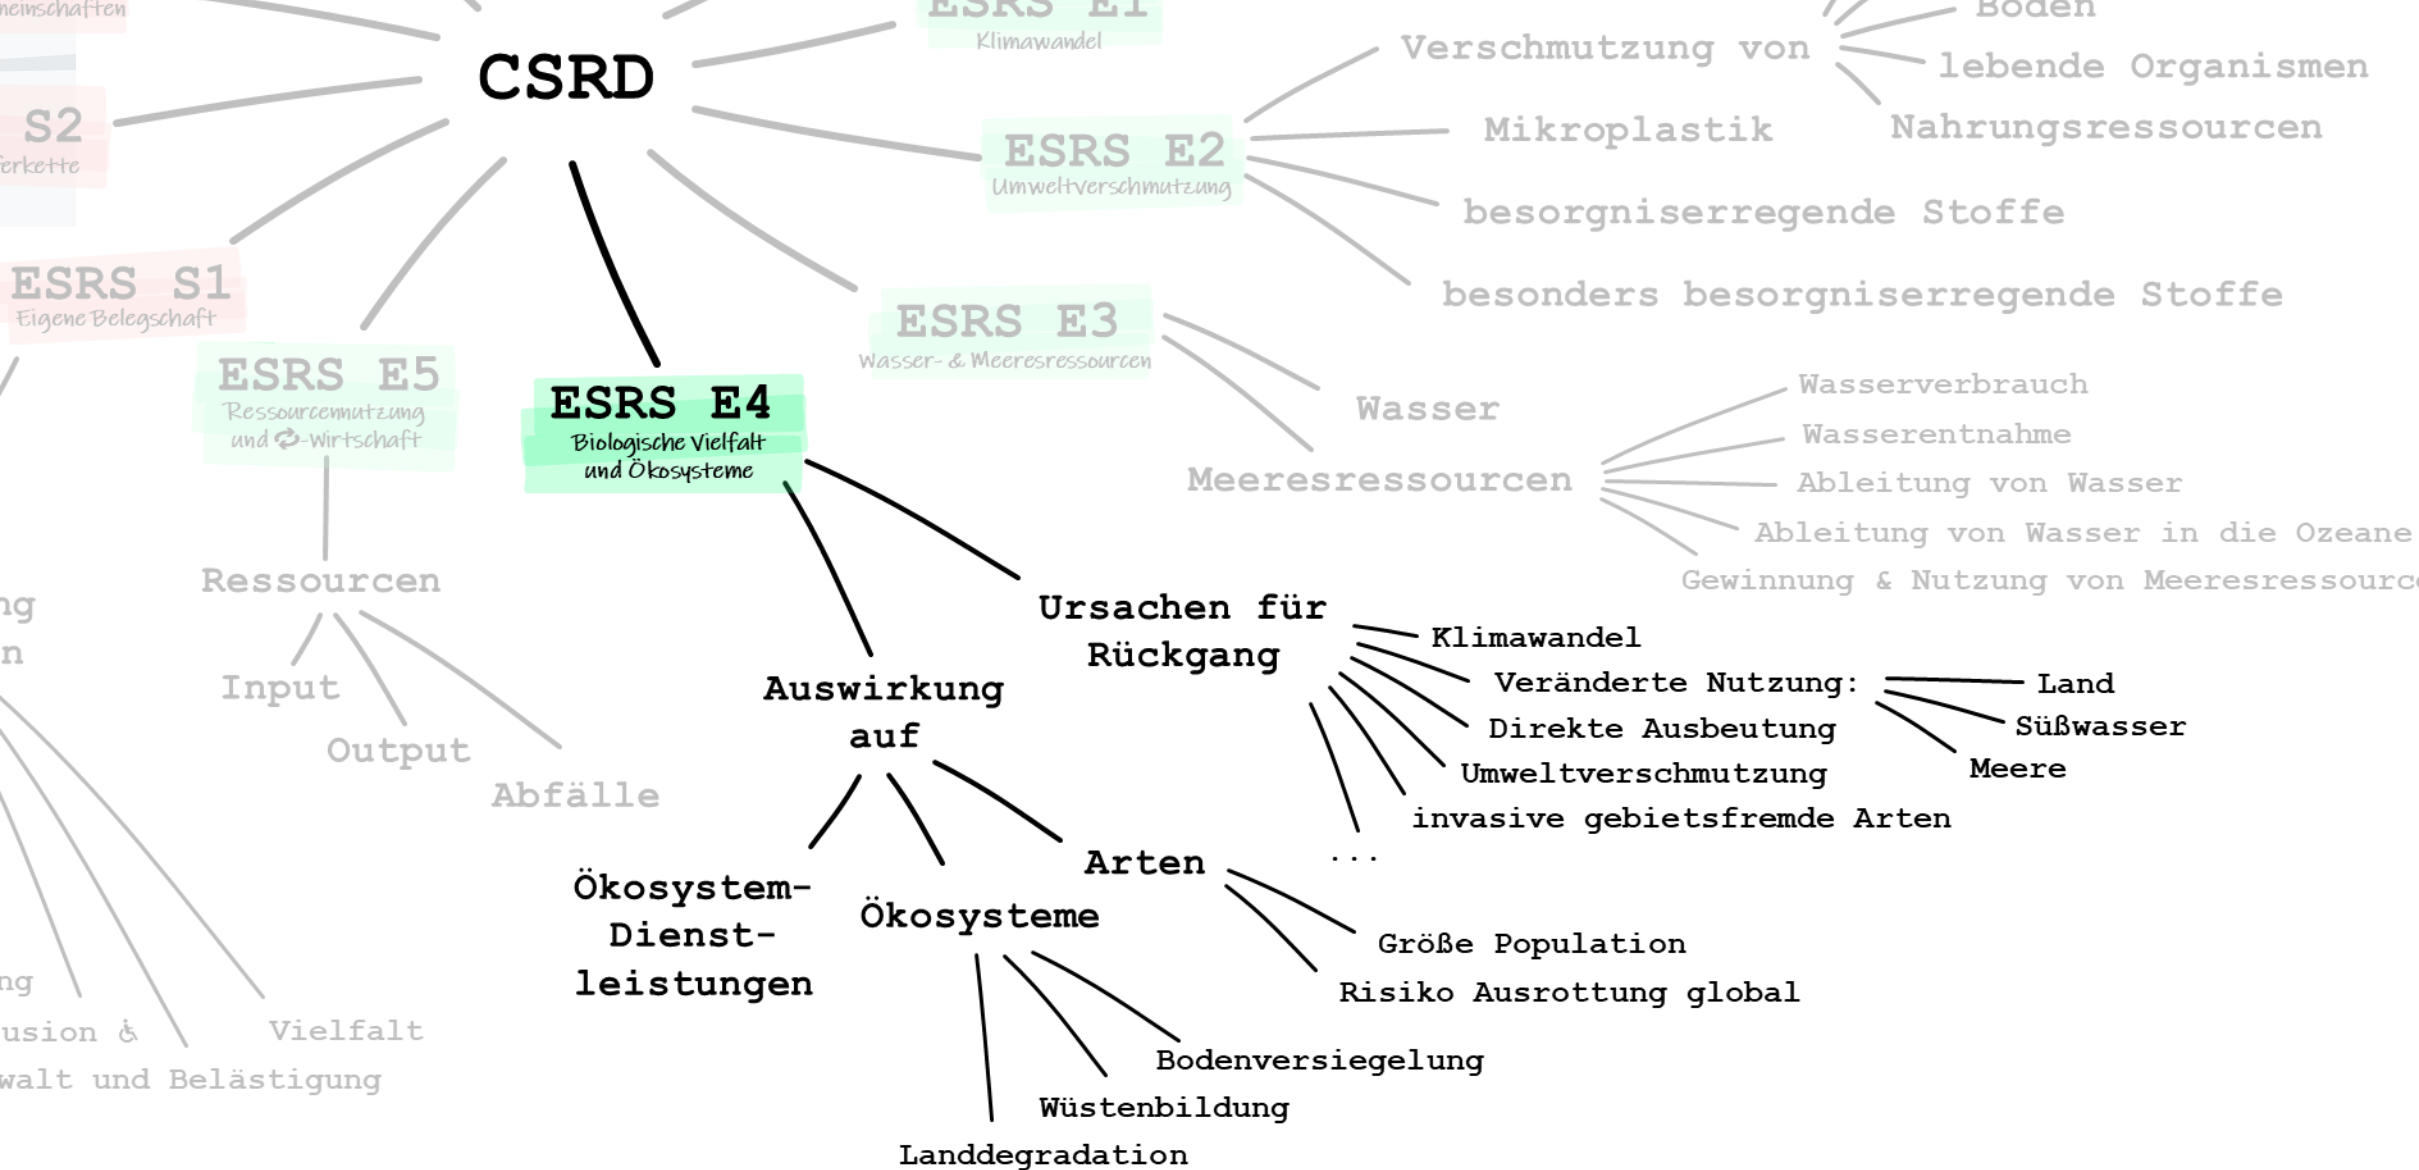 CSRD
ESRS E1
Klimawandel
ESRS E2
Umweltverschmutzung
Verschmutzung von
Boden
lebende Organismen
Nahrungsressourcen
Mikroplastik
besorgniserregende Stoffe
besonders besorgniserregende Stoffe
ESRS E3
Wasser- & Meeresressourcen
Wasser
Meeresressourcen
Wasserverbrauch
Wasserentnahme
Ableitung von Wasser
Ableitung von Wasser in die Ozeane
Gewinnung & Nutzung von
ESRS E4
Biologische Vielfalt
und Ökosysteme
Ursachen für
Rückgang
Klimawandel
Veränderte Nutzung:
Land
Süßwasser
Meere
Direkte Ausbeutung
Umweltverschmutzung
invasive gebietsfremde Arten
...
Auswirkung
auf
Ökosystem-
Dienst-
leistungen
Ökosysteme
Arten
Größe Population
Risiko Ausrottung global
Bodenversiegelung
Wüstenbildung
Landdegradation
ESRS E5
Ressourcennutzung
und -Wirtschaft
Ressourcen
Input
Output
Abfälle
S2
ESRS S1
Eigene Belegschaft
Vielfalt
und Belästigung